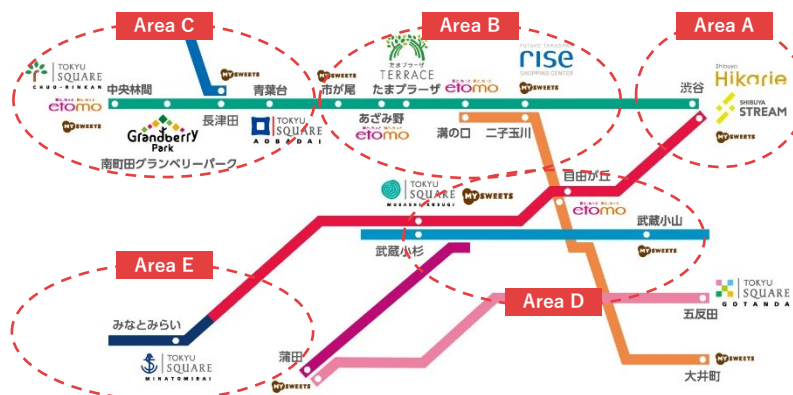 Area C
Area B
Area A
TOKYU
SQUARE
CHUO-RINKAN
etomo
MY SWEETS
中央林間
Granberry
Park
南町田グランベリーパーク
長津田
MY SWEETS
青葉台
TOKYU
SQUARE
AOBADAI
MY SWEETS
市が尾
あざみ野
etomo
たまプラーザ
TERRACE
たまプラーザ
etomo
溝の口
FUTAKO TAMAGAWA
rise
SHOPPING CENTER
MY SWEETS
二子玉川
渋谷
Shibuya
Hikarie
SHIBUYA
STREAM
MY SWEETS
TOKYU
SQUARE
MUSASHI-KOSUGI
MY SWEETS
武蔵小杉
自由が丘
etomo
武蔵小山
MY SWEETS
Area E
Area D
みなとみらい
TOKYU
SQUARE
MINATOMIRAI
蒲田
MY SWEETS
TOKYU
SQUARE
GOTANDA
五反田
MY SWEETS
大井町